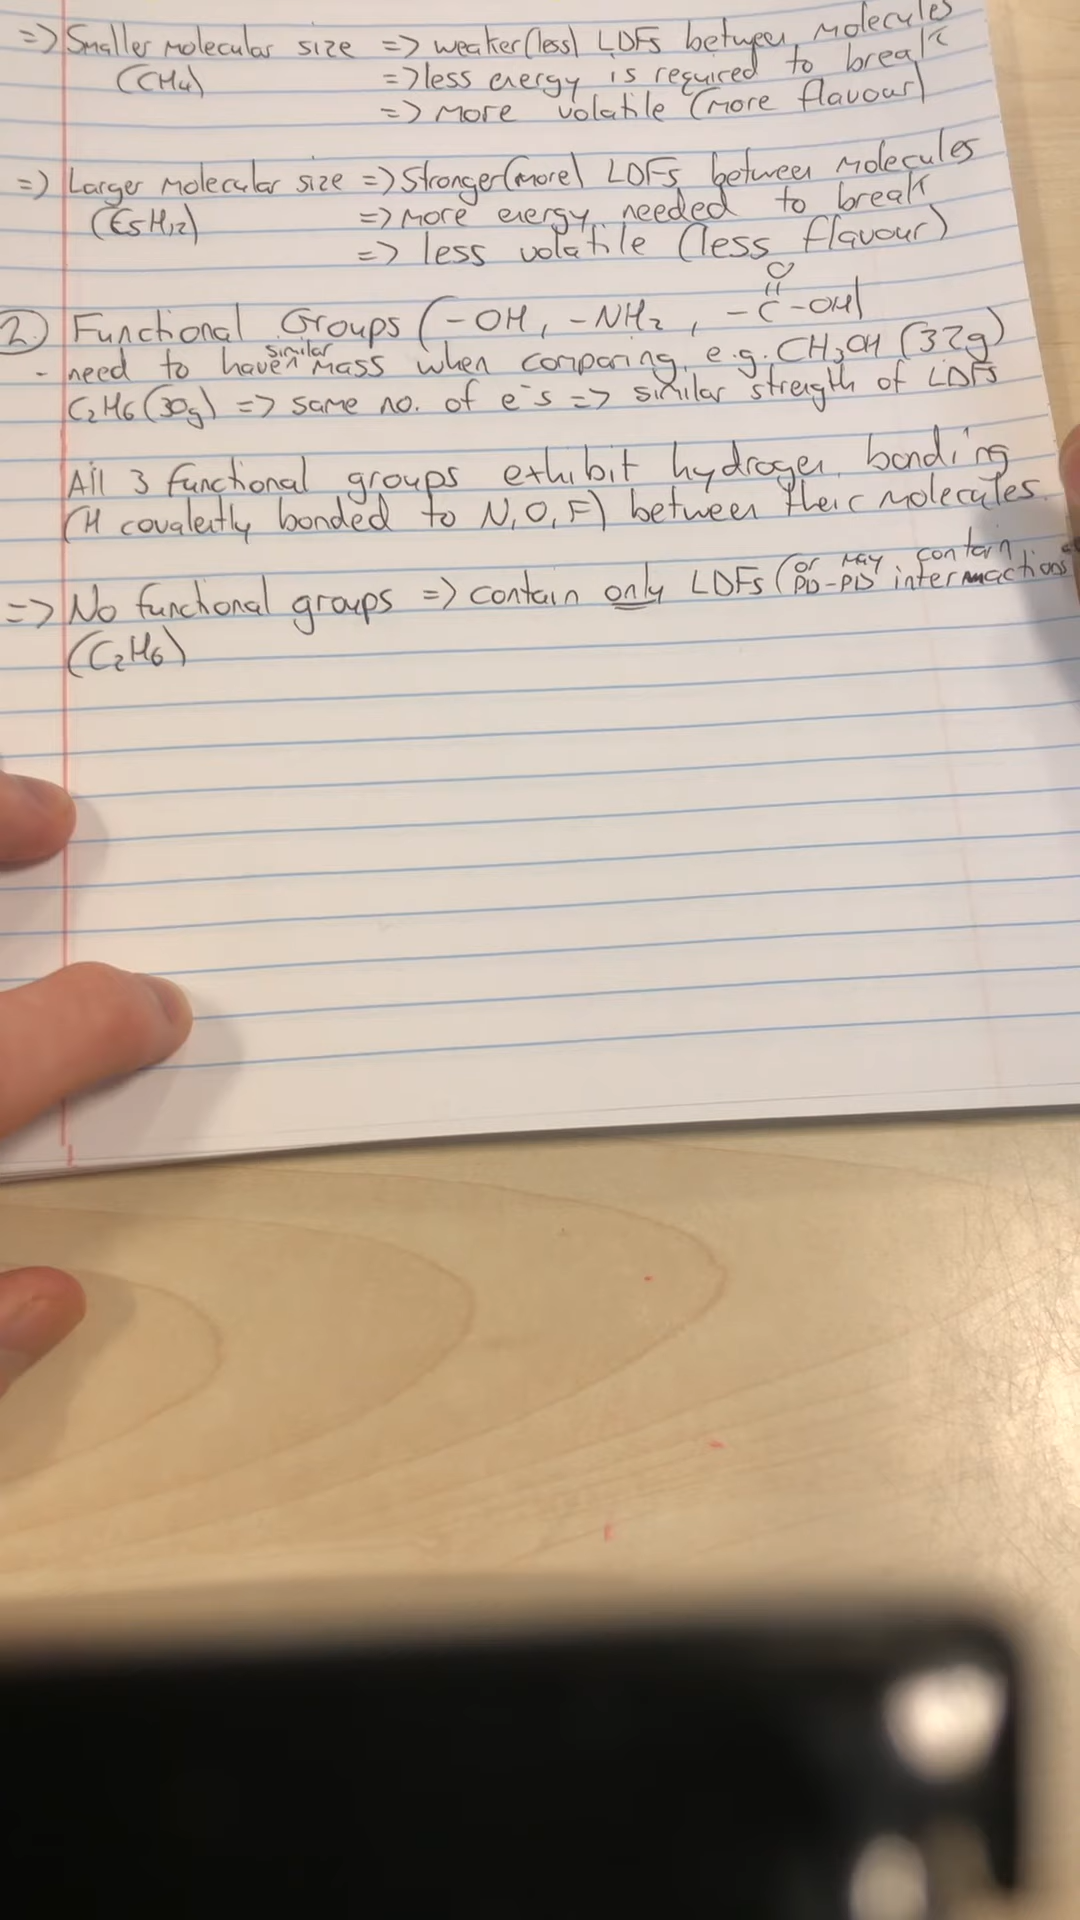 => Smaller molecular size => weaker (less) LDFs between molecules
(CH₄) => less energy is required to break
=> more volatile (more flavour)
=> Larger molecular size => Stronger (more) LDFs between molecules
(C₅H₁₂) => more energy needed to break
=> less volatile (less flavour)
O
② Functional Groups (-OH, -NH₂, -C-OH)
similar
- need to have mass when comparing, e.g. CH₃OH (32g)
C₂H₆ (30g) => same no. of e⁻s => similar strength of LDFs
All 3 functional groups exhibit hydrogen bonding
(H covalently bonded to N, O, F) between their molecules.
or may contain
=> No functional groups => contain only LDFs (PD-PD intermactions
(C₂H₆)